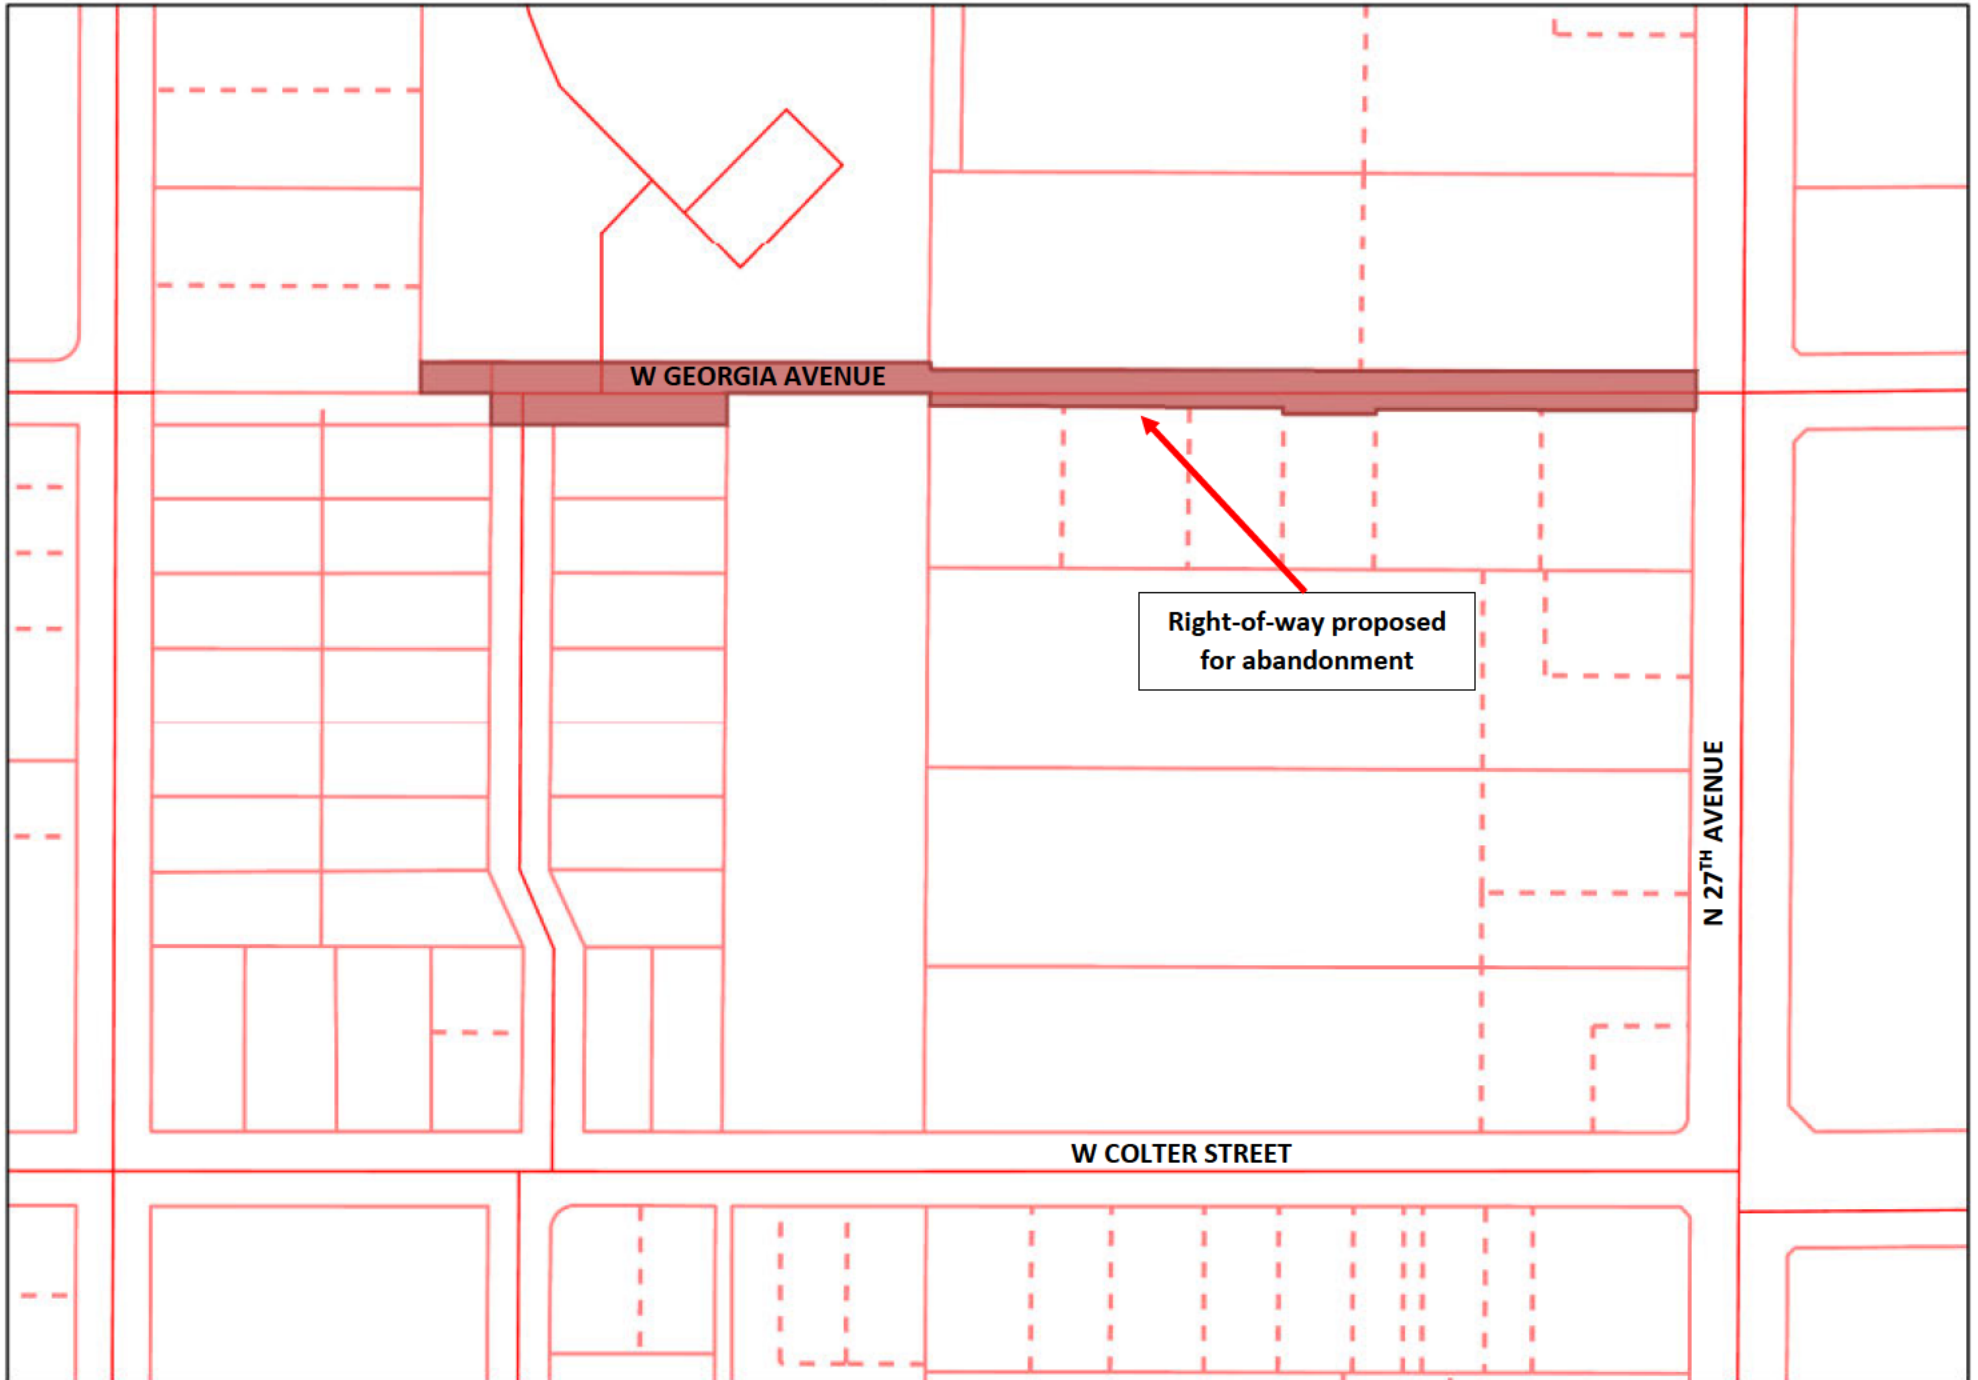 W GEORGIA AVENUE
Right-of-way proposed
for abandonment
N 27TH AVENUE
W COLTER STREET